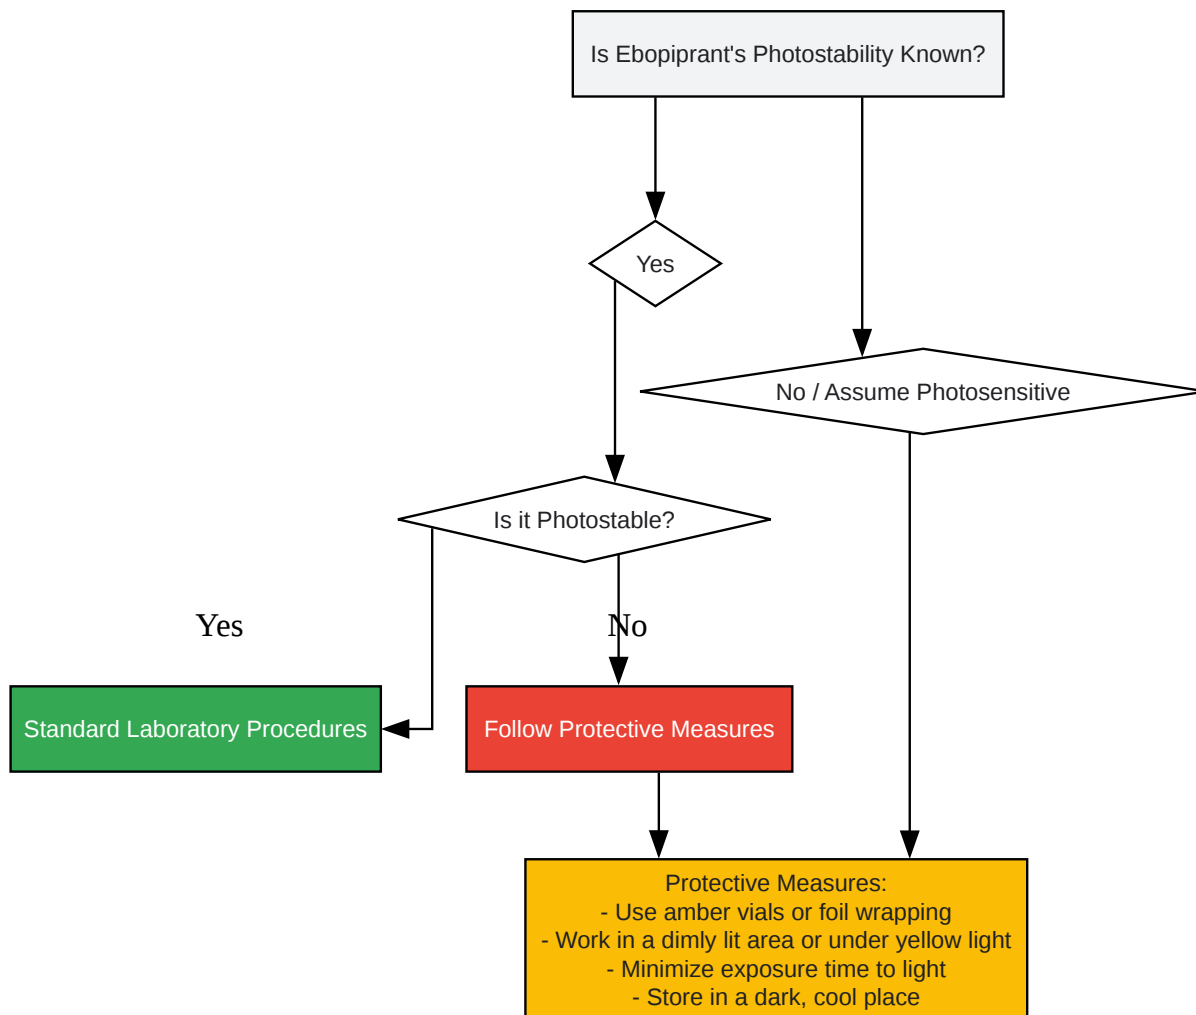 Is Ebopiprant's Photostability Known?
Yes
No / Assume Photosensitive
Is it Photostable?
Yes
No
Standard Laboratory Procedures
Follow Protective Measures
Protective Measures:
- Use amber vials or foil wrapping
- Work in a dimly lit area or under yellow light
- Minimize exposure time to light
- Store in a dark, cool place